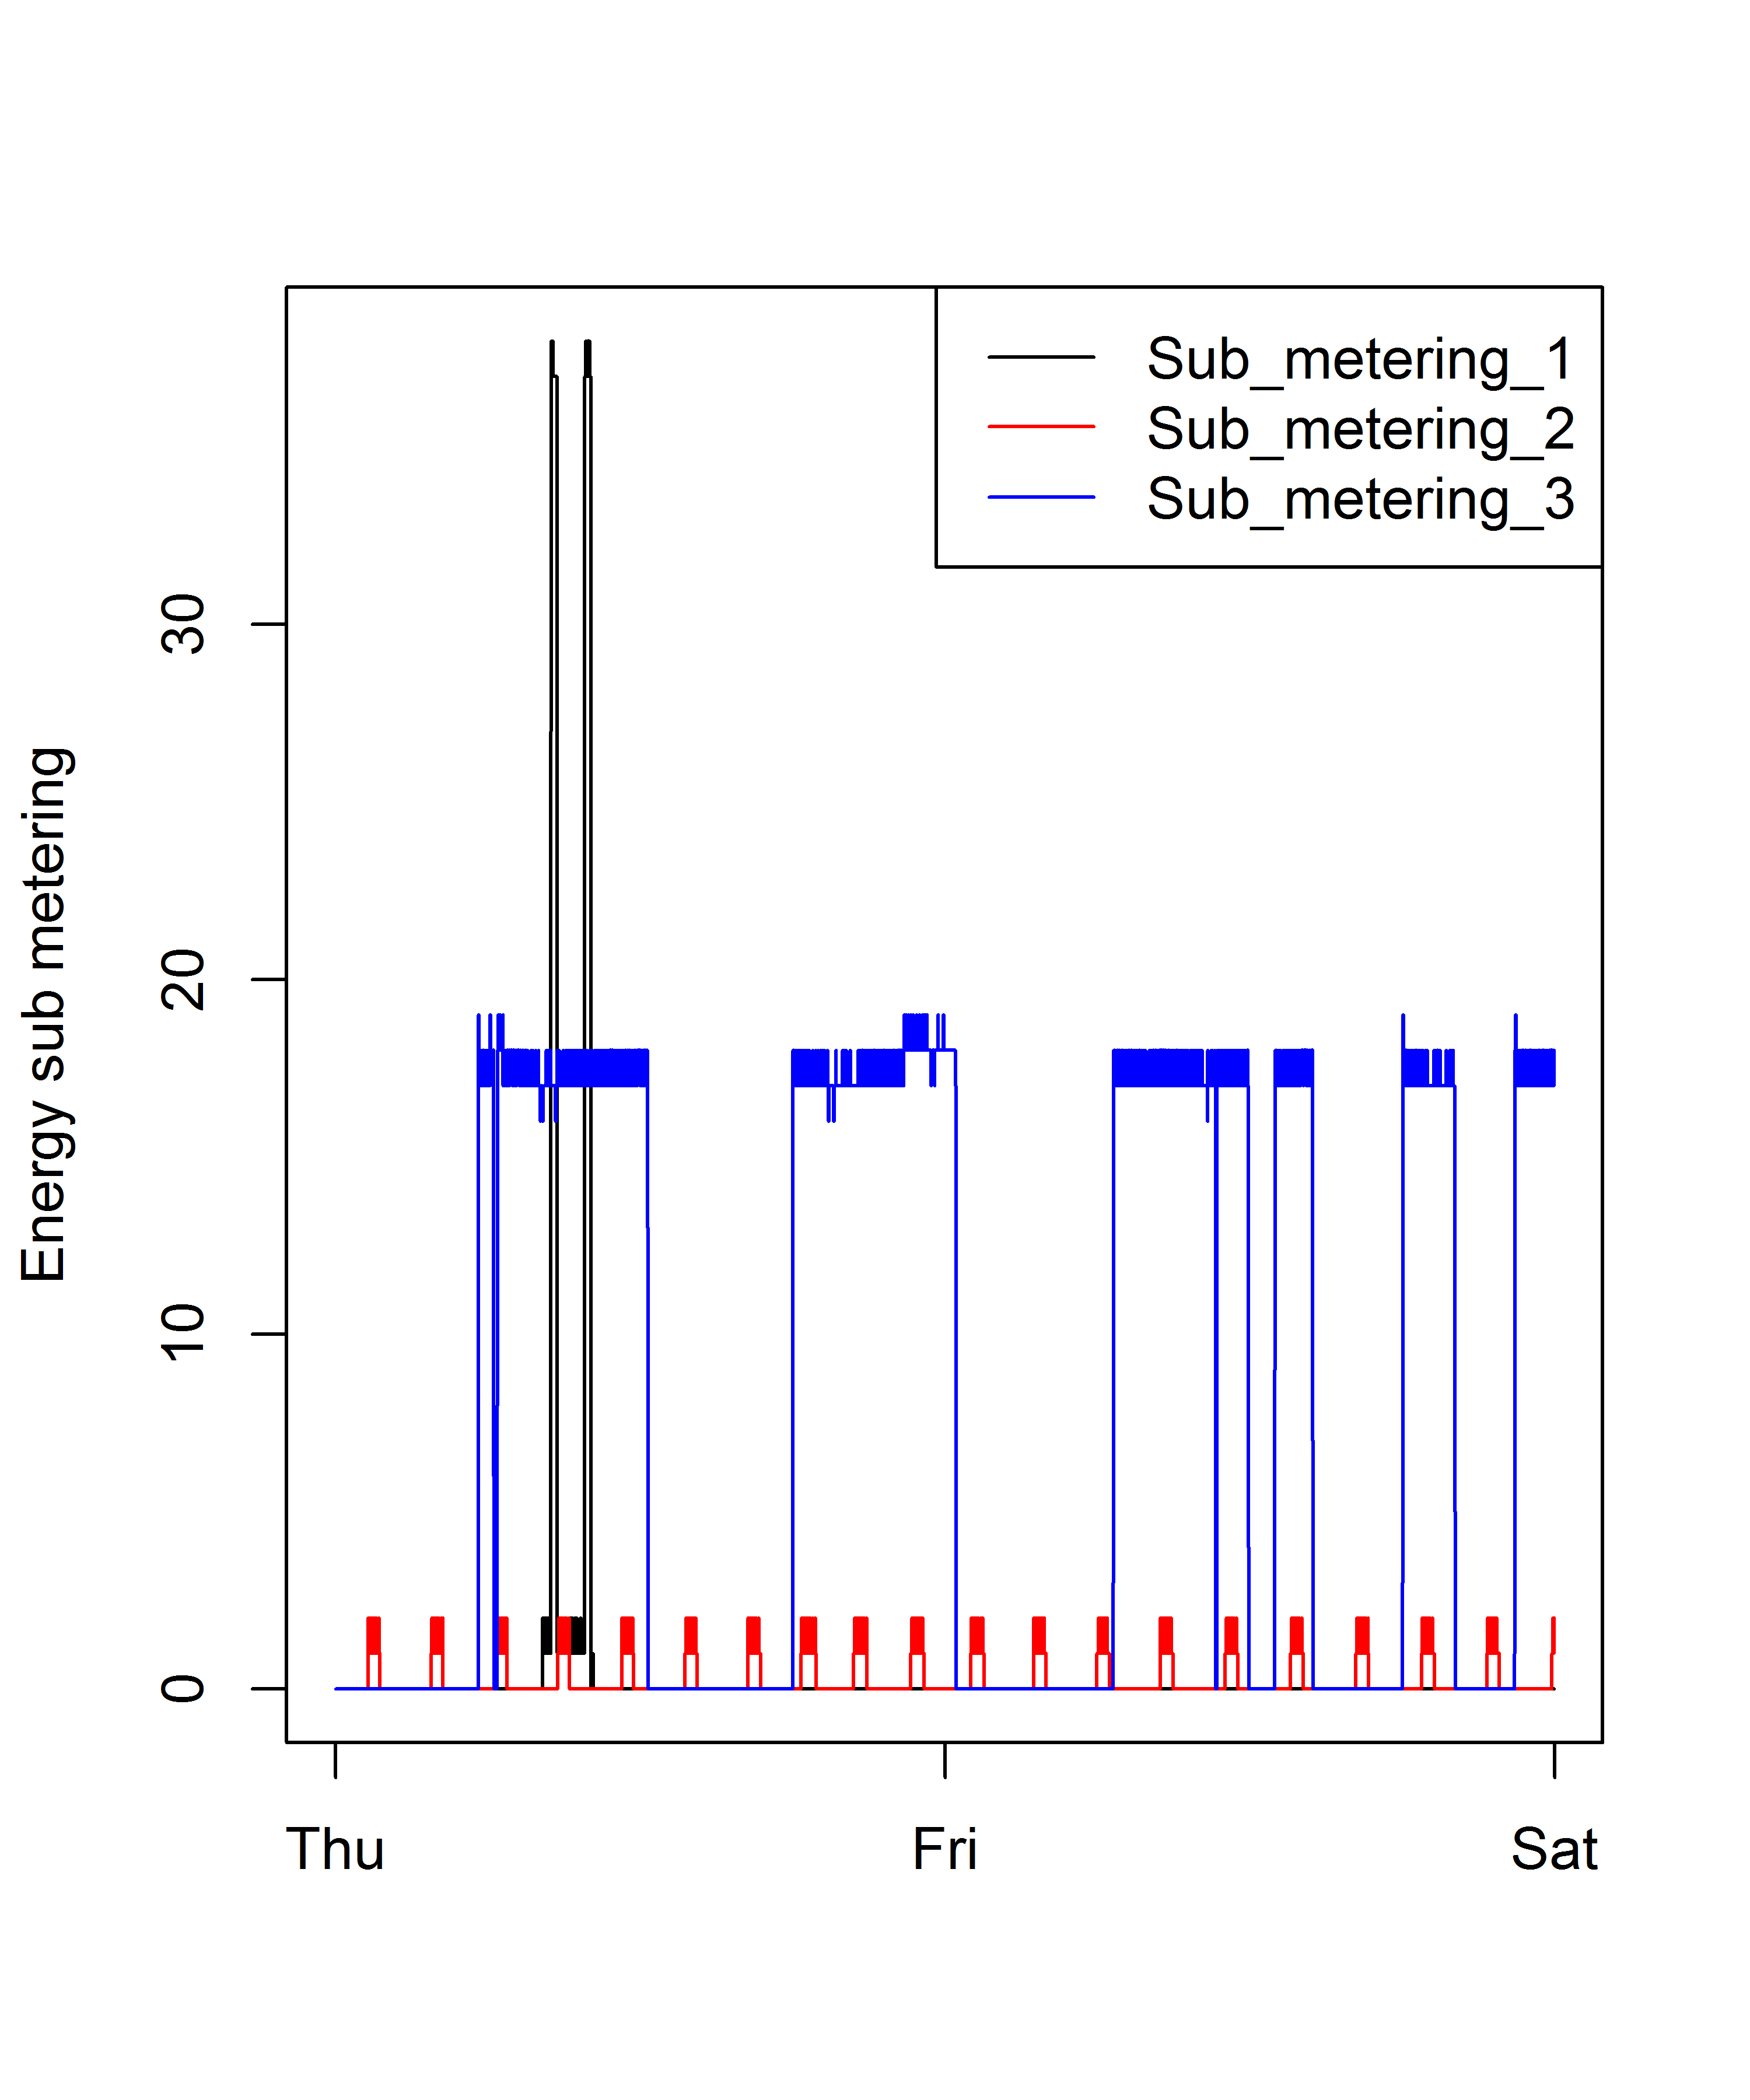 Sub_metering_1
Sub_metering_2
Sub_metering_3
Energy sub metering
30
20
10
0
Thu Fri Sat